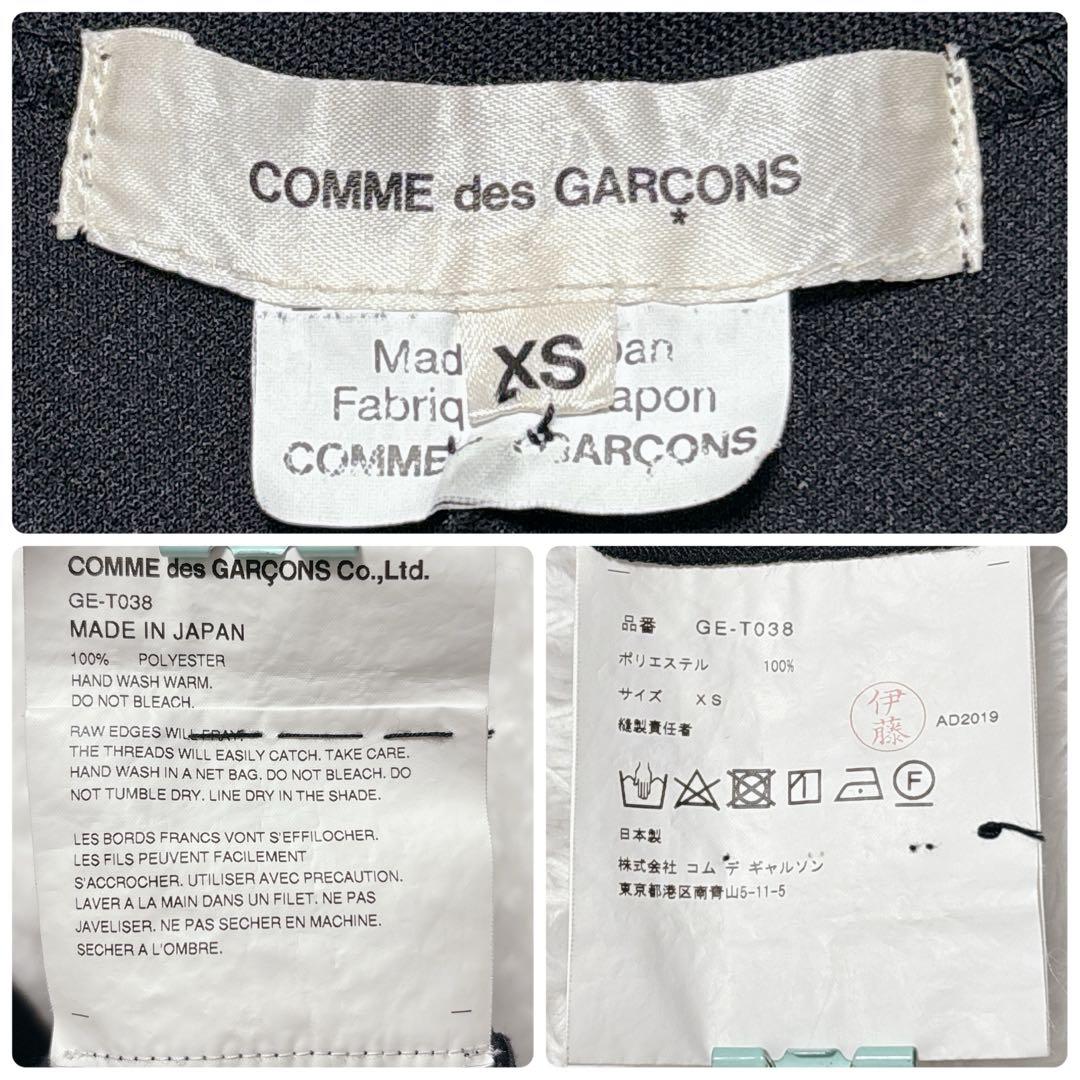 COMME des GARÇONS
*
XS
Mad pan
Fabriq apon
COMME GARÇONS
COMME des GARÇONS Co.,Ltd.
GE-T038
MADE IN JAPAN
100% POLYESTER
HAND WASH WARM.
DO NOT BLEACH.
RAW EDGES WILL FRAY.
THE THREADS WILL EASILY CATCH. TAKE CARE.
HAND WASH IN A NET BAG. DO NOT BLEACH. DO
NOT TUMBLE DRY. LINE DRY IN THE SHADE.
LES BORDS FRANCS VONT S'EFFILOCHER.
LES FILS PEUVENT FACILEMENT
S'ACCROCHER. UTILISER AVEC PRECAUTION.
LAVER A LA MAIN DANS UN FILET. NE PAS
JAVELISER. NE PAS SECHER EN MACHINE.
SECHER A L'OMBRE.
品番 GE-T038
ポリエステル 100%
サイズ XS
縫製責任者 伊藤 AD2019
F
日本製
株式会社 コム デ ギャルソン
東京都港区南青山5-11-5